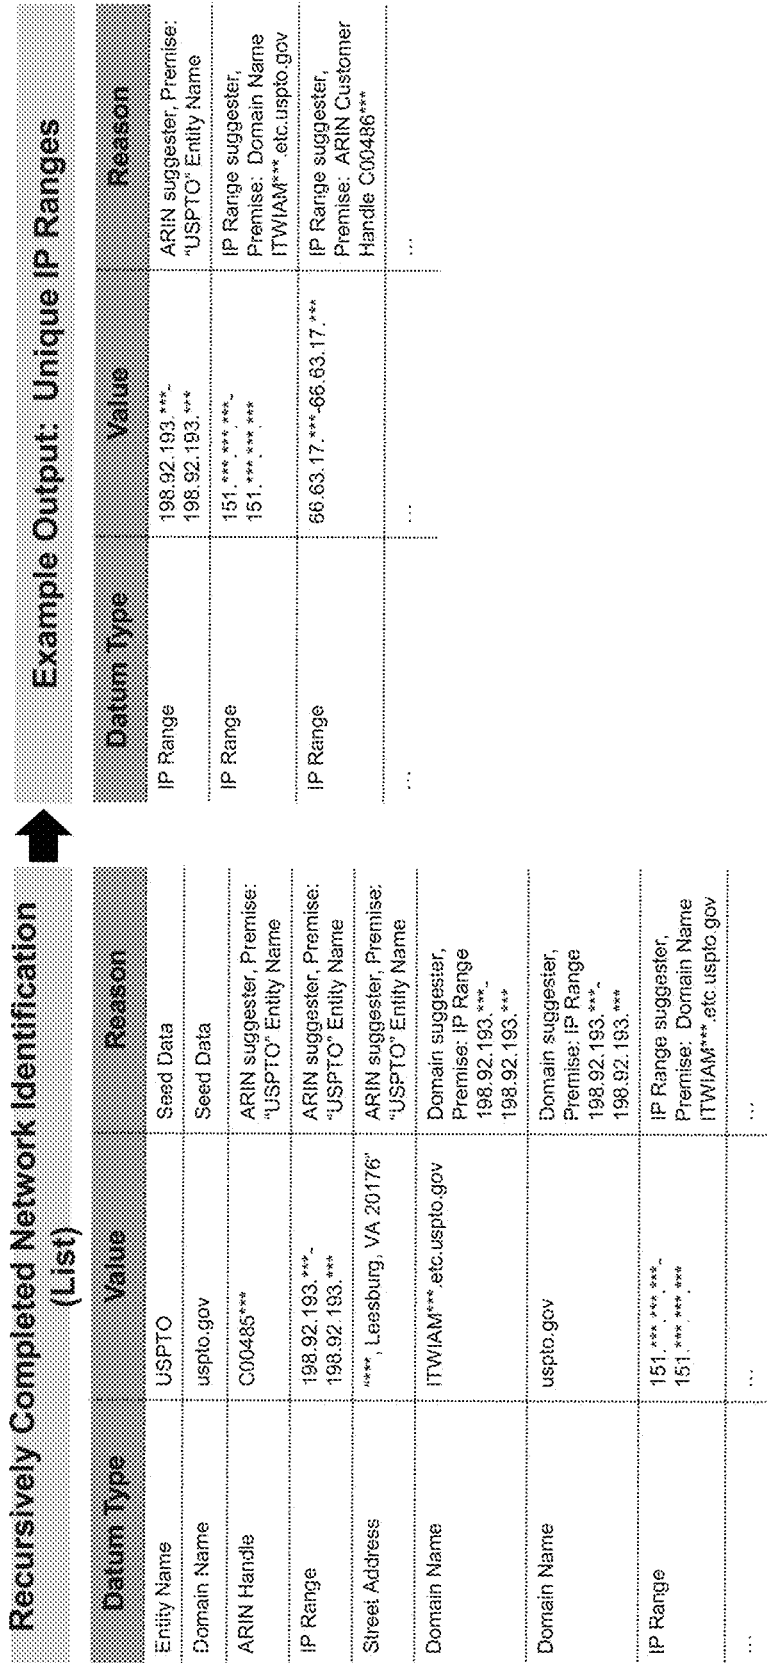 Recursively Completed Network Identification
(List)
Datum Type Value Reason
Entity Name USPTO Seed Data
Domain Name uspto.gov Seed Data
ARIN Handle C00485*** ARIN suggester, Premise:
"USPTO" Entity Name
IP Range 198.92.193.***- ARIN suggester, Premise:
198.92.193.*** "USPTO" Entity Name
Street Address "***, Leesburg, VA 20176" ARIN suggester, Premise:
"USPTO" Entity Name
Domain Name ITWIAM***.etc.uspto.gov Domain suggester,
Premise: IP Range
198.92.193.***-
198.92.193.***
Domain Name uspto.gov Domain suggester,
Premise: IP Range
198.92.193.***-
198.92.193.***
IP Range 151.***.***.***- IP Range suggester,
151.***.***.*** Premise: Domain Name
ITWIAM***.etc.uspto.gov
... ... ...
Example Output: Unique IP Ranges
Datum Type Value Reason
IP Range 198.92.193.***- ARIN suggester, Premise:
198.92.193.*** "USPTO" Entity Name
IP Range 151.***.***.***- IP Range suggester,
151.***.***.*** Premise: Domain Name
ITWIAM***.etc.uspto.gov
IP Range 66.63.17.***-66.63.17.*** IP Range suggester,
Premise: ARIN Customer
Handle C00486***
... ... ...